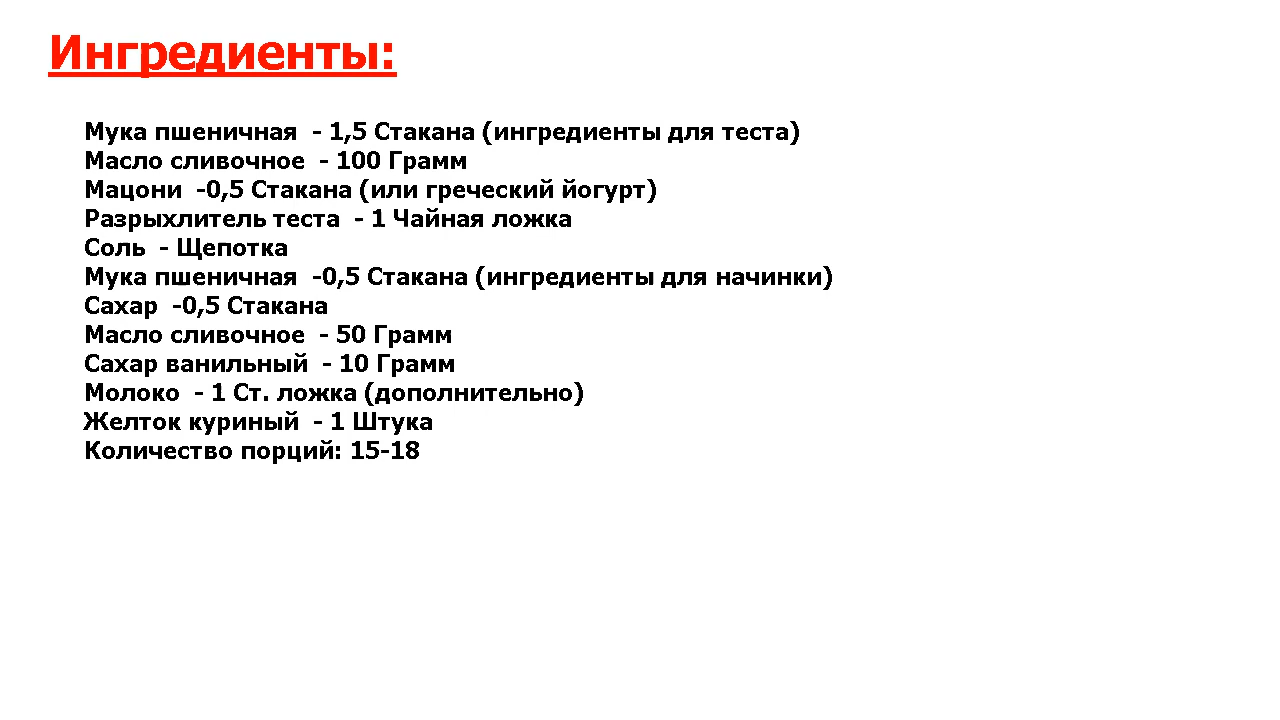 Ингредиенты:
Мука пшеничная - 1,5 Стакана (ингредиенты для теста)
Масло сливочное - 100 Грамм
Мацони -0,5 Стакана (или греческий йогурт)
Разрыхлитель теста - 1 Чайная ложка
Соль - Щепотка
Мука пшеничная -0,5 Стакана (ингредиенты для начинки)
Сахар -0,5 Стакана
Масло сливочное - 50 Грамм
Сахар ванильный - 10 Грамм
Молоко - 1 Ст. ложка (дополнительно)
Желток куриный - 1 Штука
Количество порций: 15-18